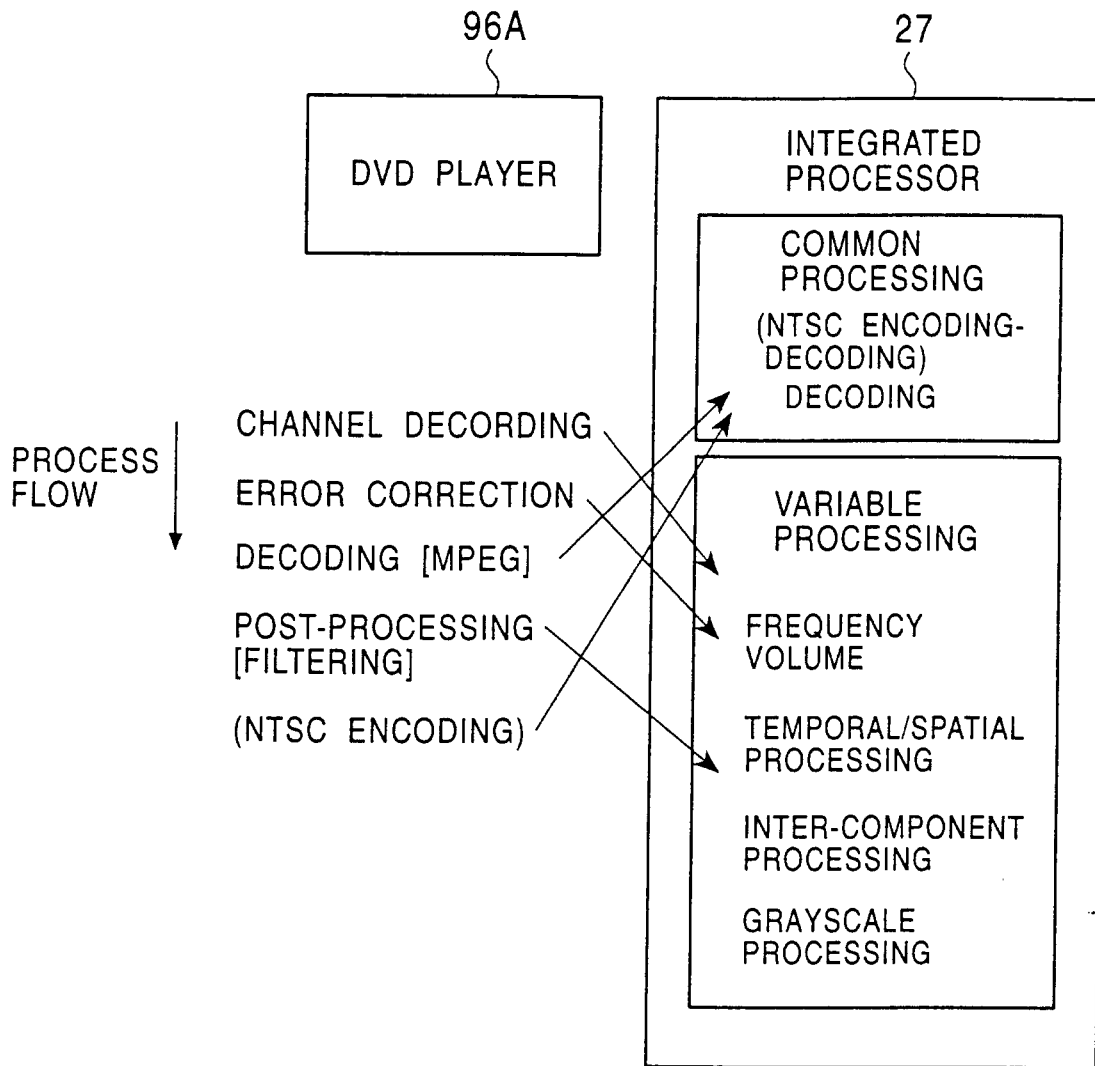 96A
27
DVD PLAYER
INTEGRATED
PROCESSOR
COMMON
PROCESSING
(NTSC ENCODING-
DECODING)
DECODING
PROCESS
FLOW
CHANNEL DECORDING
ERROR CORRECTION
DECODING [MPEG]
POST-PROCESSING
[FILTERING]
(NTSC ENCODING)
VARIABLE
PROCESSING
FREQUENCY
VOLUME
TEMPORAL/SPATIAL
PROCESSING
INTER-COMPONENT
PROCESSING
GRAYSCALE
PROCESSING